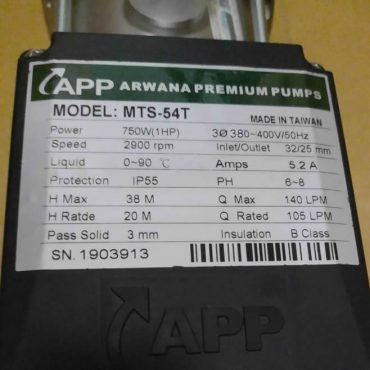 APP ARWANA PREMIUM PUMPS
MODEL: MTS-54T MADE IN TAIWAN
Power 750W(1HP) 3Ø 380~400V/50Hz
Speed 2900 rpm Inlet/Outlet 32/25 mm
Liquid 0~90 ℃ Amps 5.2 A
Protection IP55 PH 6~8
H Max 38 M Q Max 140 LPM
H Ratde 20 M Q Rated 105 LPM
Pass Solid 3 mm Insulation B Class
SN. 1903913
APP